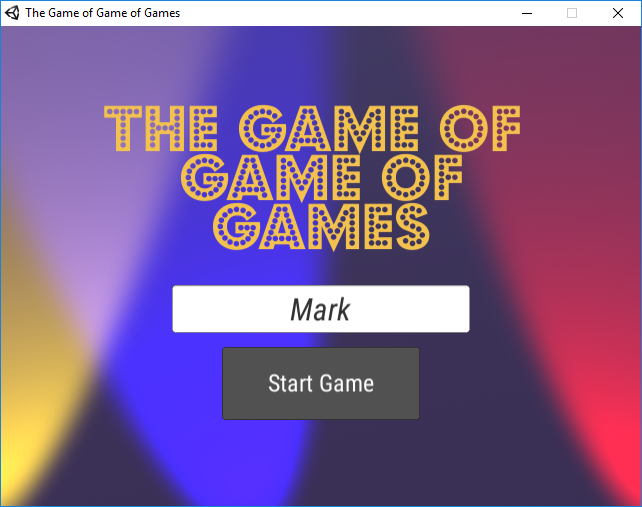 The Game of Game of Games
THE GAME OF
GAME OF
GAMES
Mark
Start Game